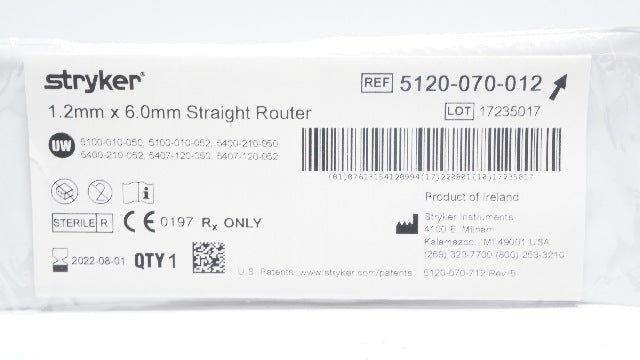 stryker®
REF 5120-070-012
1.2mm x 6.0mm Straight Router
LOT 17235017
UW 5100-010-050, 5100-010-052, 5400-210-050,
5400-210-052, 5407-120-050, 5407-120-052
(01)07613154120994(17)220801(10)17235017
Product of Ireland
STERILE R
CE 0197 Rx ONLY
Stryker Instruments
4100 E. Milham
Kalamazoo, MI 49001 USA
(269) 323-7700 (800) 253-3210
2022-08-01 QTY 1
U.S. Patents: www.stryker.com/patents 5120-070-712 Rev-B